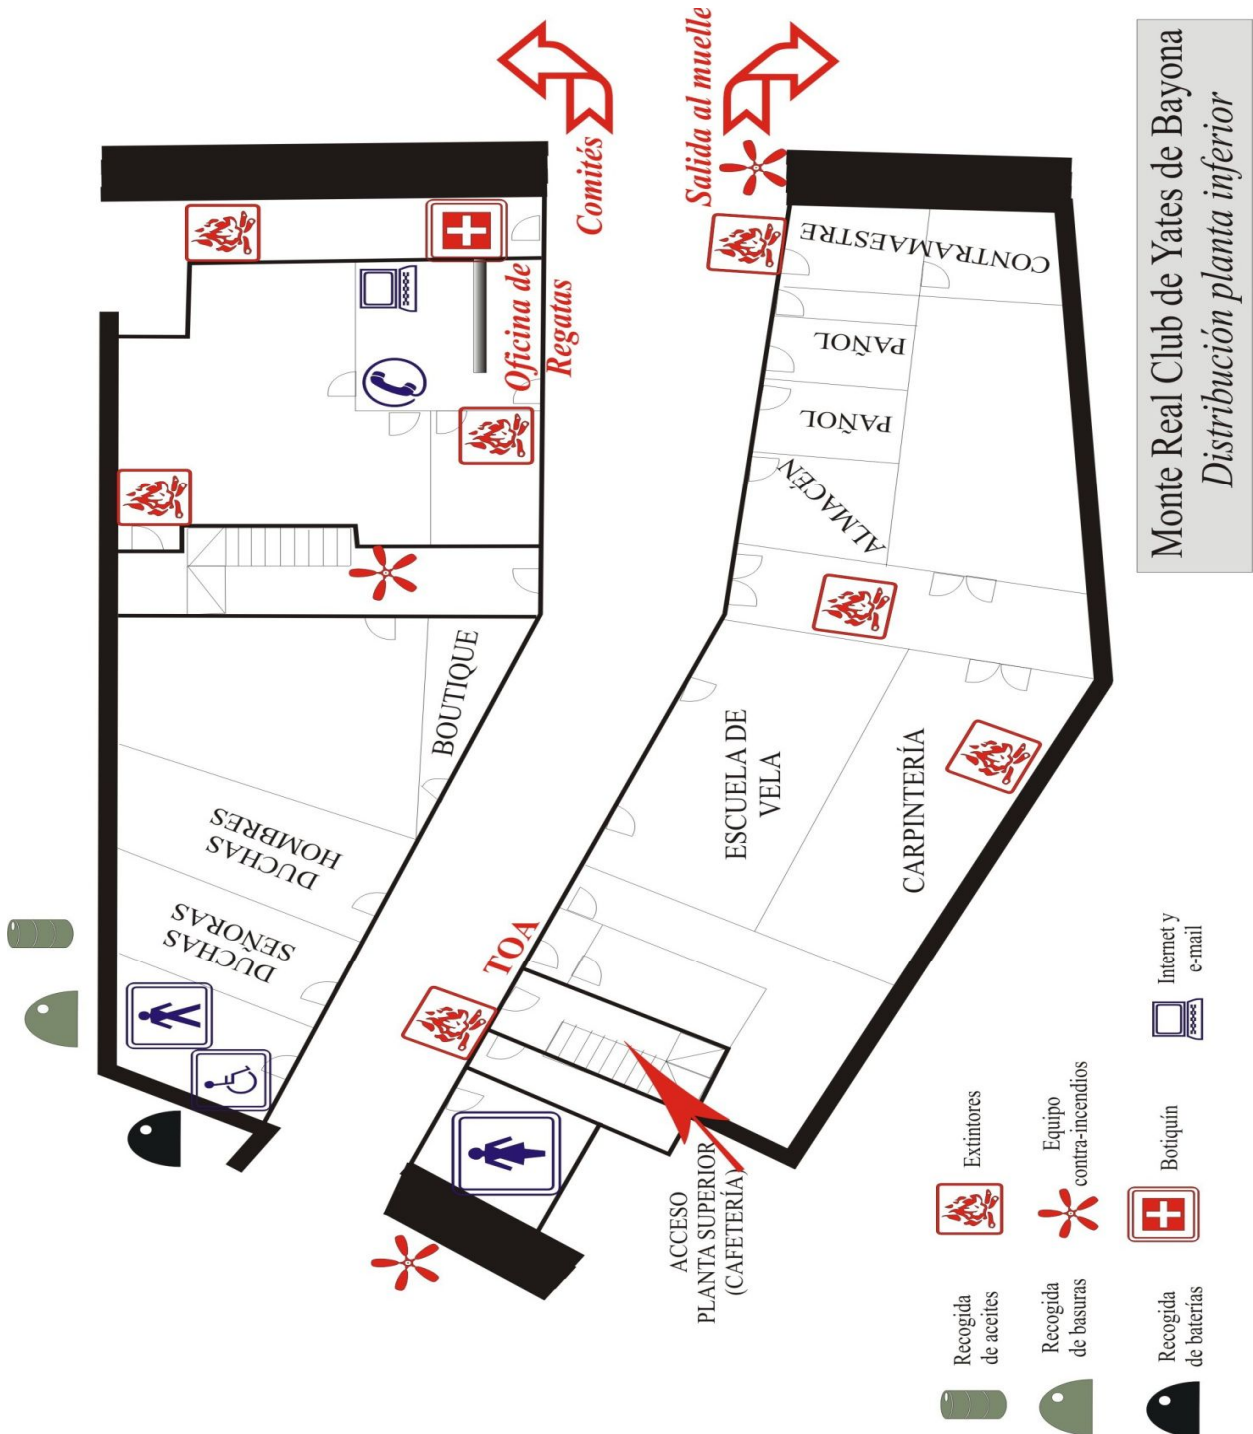 Monte Real Club de Yates de Bayona
Distribución planta inferior
Comités
Salida al muelle
Oficina de
Regatas
CONTRAMAESTRE
PAÑOL
PAÑOL
ALMACÉN
BOUTIQUE
DUCHAS
HOMBRES
DUCHAS
SEÑORAS
ESCUELA DE
VELA
CARPINTERÍA
TOA
ACCESO
PLANTA SUPERIOR
(CAFETERÍA)
Recogida
de aceites
Extintores
Recogida
de basuras
Equipo
contra-incendios
Internet y
e-mail
Recogida
de baterías
Botiquín